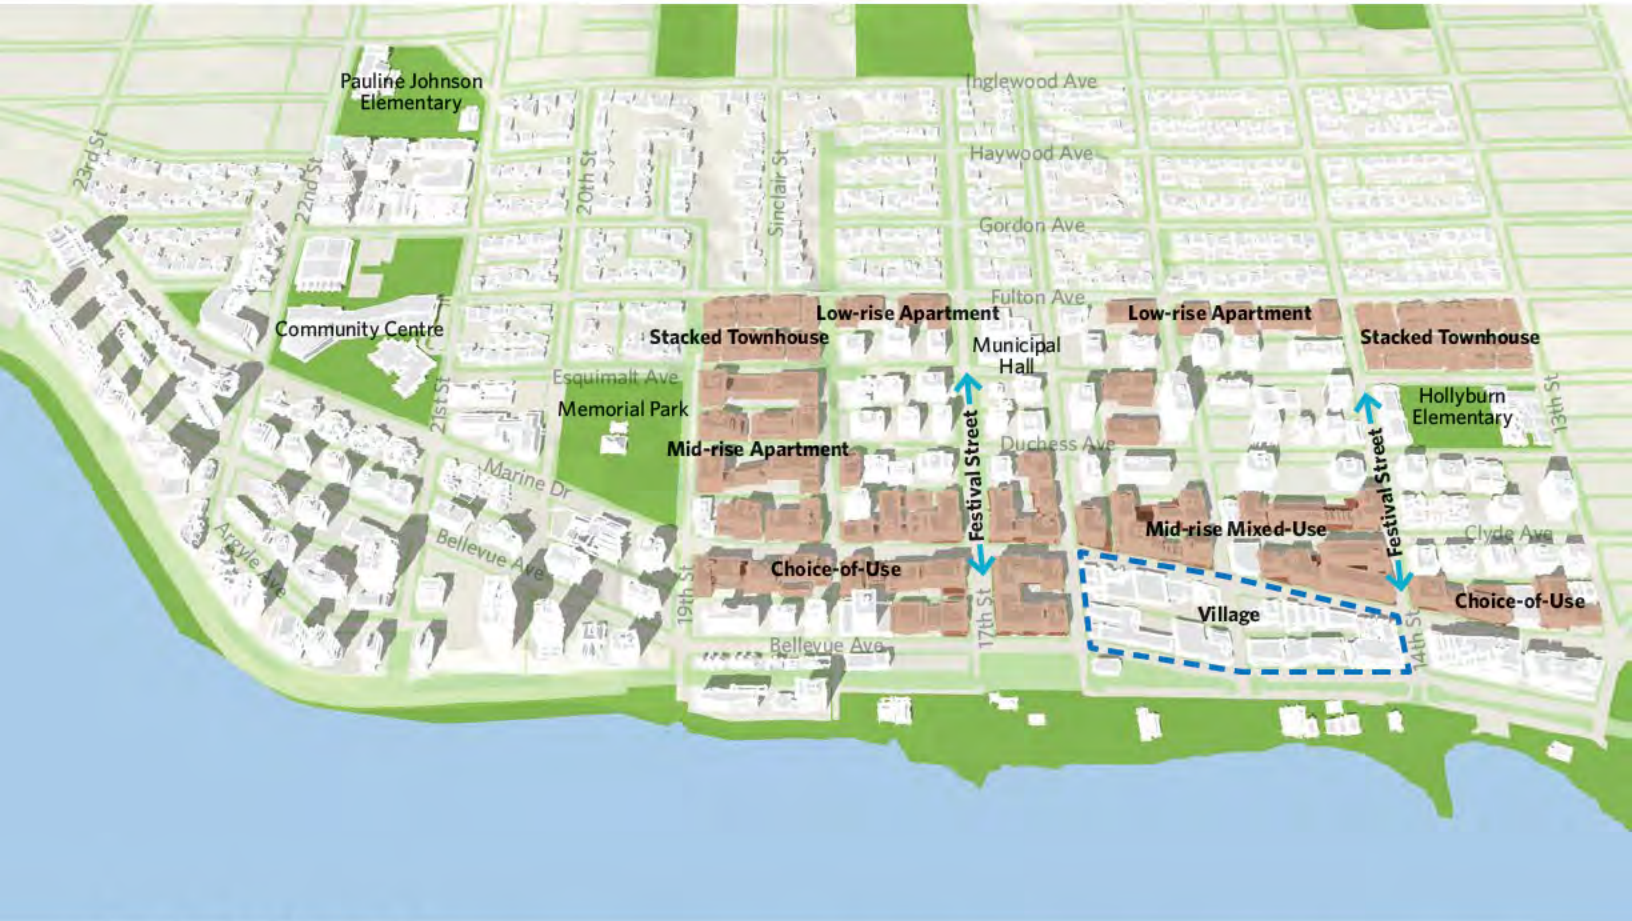 Pauline Johnson
Elementary
Inglewood Ave
23rd St
22nd St
20th St
Sinclair St
Haywood Ave
Gordon Ave
Fulton Ave
Low-rise Apartment
Low-rise Apartment
Community Centre
Stacked Townhouse
Municipal
Hall
Stacked Townhouse
Esquimalt Ave
21st St
Memorial Park
Hollyburn
Elementary
13th St
Mid-rise Apartment
Duchess Ave
Festival Street
Festival Street
Marine Dr
Mid-rise Mixed-Use
Clyde Ave
Argyle Ave
Bellevue Ave
Choice-of-Use
19th St
17th St
Village
Choice-of-Use
14th St
Bellevue Ave